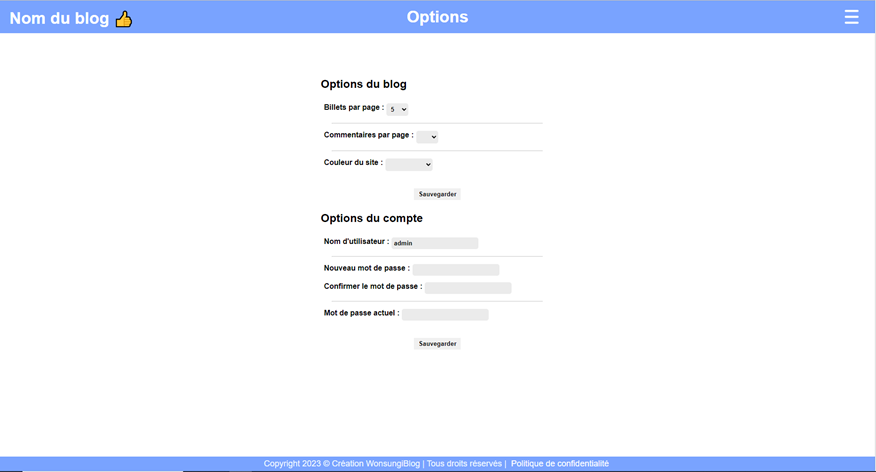 Nom du blog 👍
Options
Options du blog
Billets par page : 5
Commentaires par page :
Couleur du site :
Sauvegarder
Options du compte
Nom d'utilisateur : admin
Nouveau mot de passe :
Confirmer le mot de passe :
Mot de passe actuel :
Sauvegarder
Copyright 2023 © Création WonsungiBlog | Tous droits réservés | Politique de confidentialité